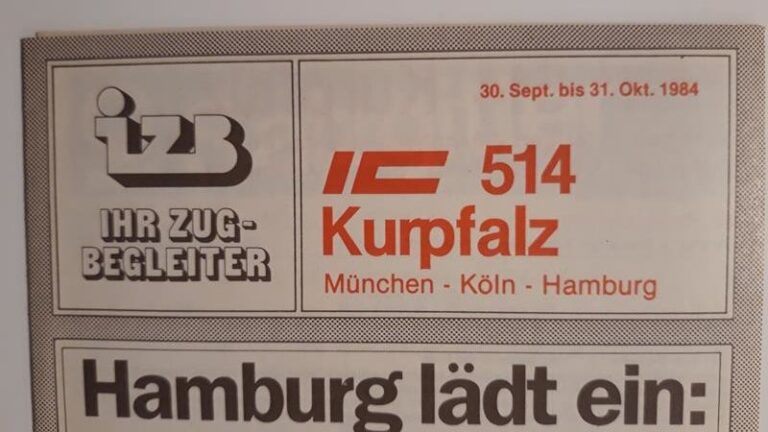 izb
IHR ZUG-
BEGLEITER
30. Sept. bis 31. Okt. 1984
IC 514
Kurpfalz
München - Köln - Hamburg
Hamburg lädt ein: